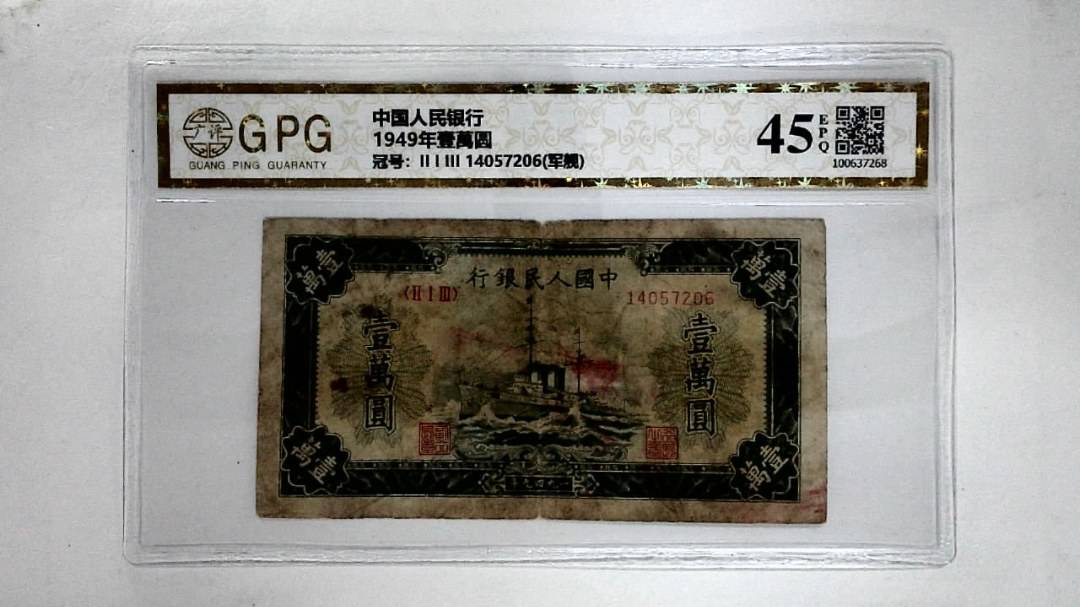 广评
GPG
GUANG PING GUARANTY
中国人民银行
1949年壹萬圆
冠号: II I III 14057206(军舰)
45
EPQ
100637268
行銀民人國中
(II I III)
14057206
壹萬
壹萬
壹萬圓
壹萬圓
壹萬
壹萬